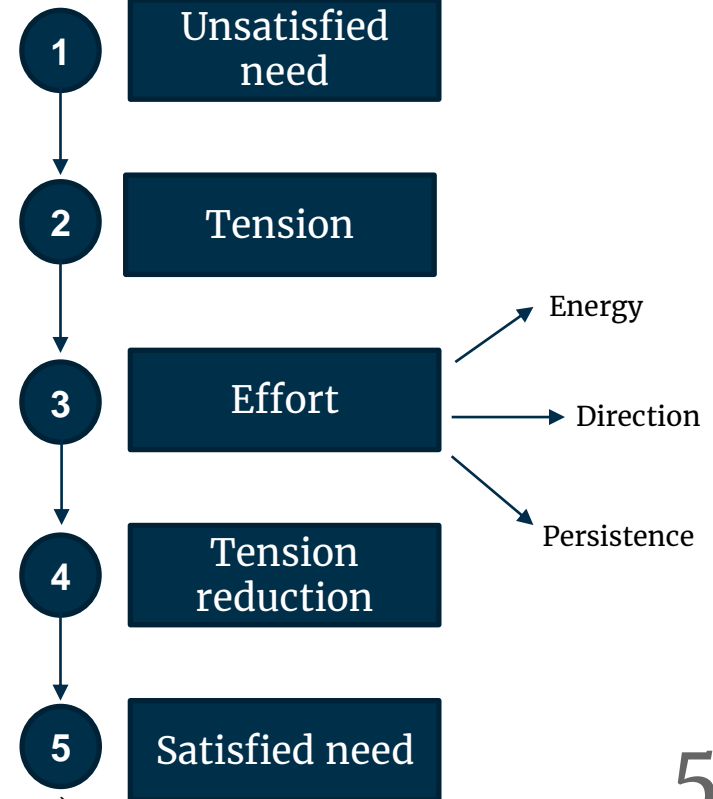 1
Unsatisfied
need
2
Tension
Energy
3
Effort
Direction
Persistence
4
Tension
reduction
5
Satisfied need
5